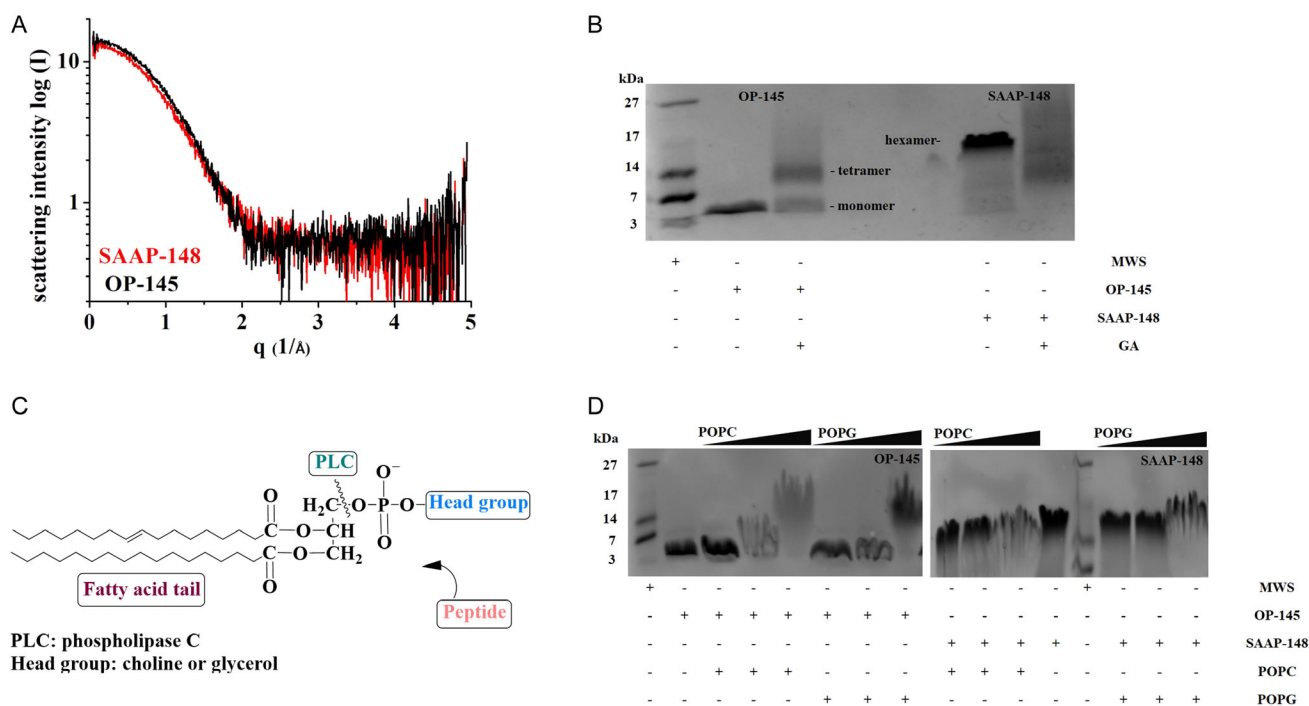 A
scattering intensity log (I)
10
1
SAAP-148
OP-145
0 1 2 3 4 5
q (1/Å)
B
kDa
27
17
14
7
3
OP-145
SAAP-148
hexamer-
- tetramer
- monomer
+ - - - - MWS
- + + - - OP-145
- - - + + SAAP-148
- - + - + GA
C
PLC
O O⁻
H₂C O P O Head group
C O CH O
C O CH₂
O
Fatty acid tail
Peptide
PLC: phospholipase C
Head group: choline or glycerol
D
POPC POPG POPC POPG
kDa
27
17
14
7
3
OP-145
SAAP-148
+ - - - - - - - - - - - + - - - MWS
- + + + + + + + - - - - - - - - OP-145
- - - - - - - - + + + + - + + + SAAP-148
- - + + + - - - + + + - - - - - POPC
- - - - - + + + - - - - - + + + POPG